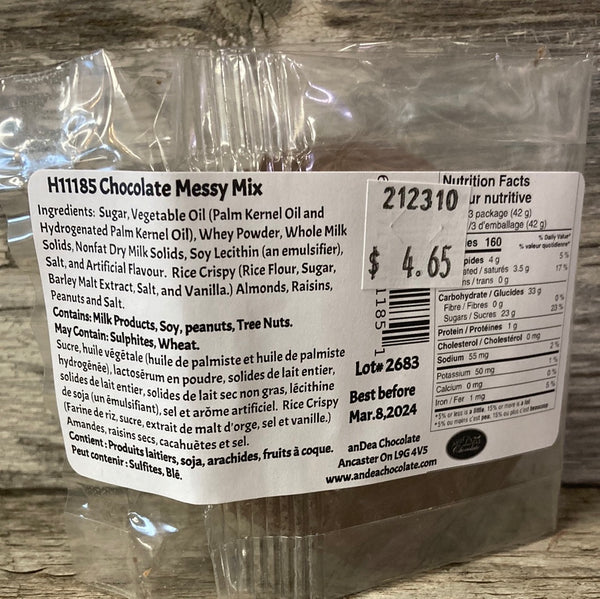 H11185 Chocolate Messy Mix
Ingredients: Sugar, Vegetable Oil (Palm Kernel Oil and
Hydrogenated Palm Kernel Oil), Whey Powder, Whole Milk
Solids, Nonfat Dry Milk Solids, Soy Lecithin (an emulsifier),
Salt, and Artificial Flavour. Rice Crispy (Rice Flour, Sugar,
Barley Malt Extract, Salt, and Vanilla.) Almonds, Raisins,
Peanuts and Salt.
Contains: Milk Products, Soy, peanuts, Tree Nuts.
May Contain: Sulphites, Wheat.
Sucre, huile végétale (huile de palmiste et huile de palmiste
hydrogênêe), lactosêrum en poudre, solides de lait entier,
solides de lait entier, solides de lait sec non gras, lécithine
de soja (un émulsifiant), sel et arôme artificiel. Rice Crispy
(Farine de riz, sucre, extrait de malt d'orge, sel et vanille.)
Amandes, raisins secs, cacahuètes et sel.
Contient : Produits laitiers, soja, arachides, fruits à coque.
Peut contenir : Sulfites, Blé.
212310
$ 4.65
11185
Lot# 2683
Best before
Mar.8,2024
anDea Chocolate
Ancaster On L9G 4V5
www.andeachocolate.com
Nutrition Facts
ur nutritive
3 package (42 g)
/3 d'emballage (42 g)
% Daily Value*
es 160
% valeur quotidienne*
pides 4 g 5 %
ated / saturés 3.5 g 17 %
ns / trans 0 g
Carbohydrate / Glucides 33 g
Fibre / Fibres 0 g 0 %
Sugars / Sucres 23 g 23 %
Protein / Protéines 1 g
Cholesterol / Cholestérol 0 mg
Sodium 55 mg 2 %
Potassium 50 mg 1 %
Calcium 0 mg 0 %
Iron / Fer 1 mg 5 %
*5% or less is a little, 15% or more is a lot
*5% ou moins c'est peu, 15% ou plus c'est beaucoup